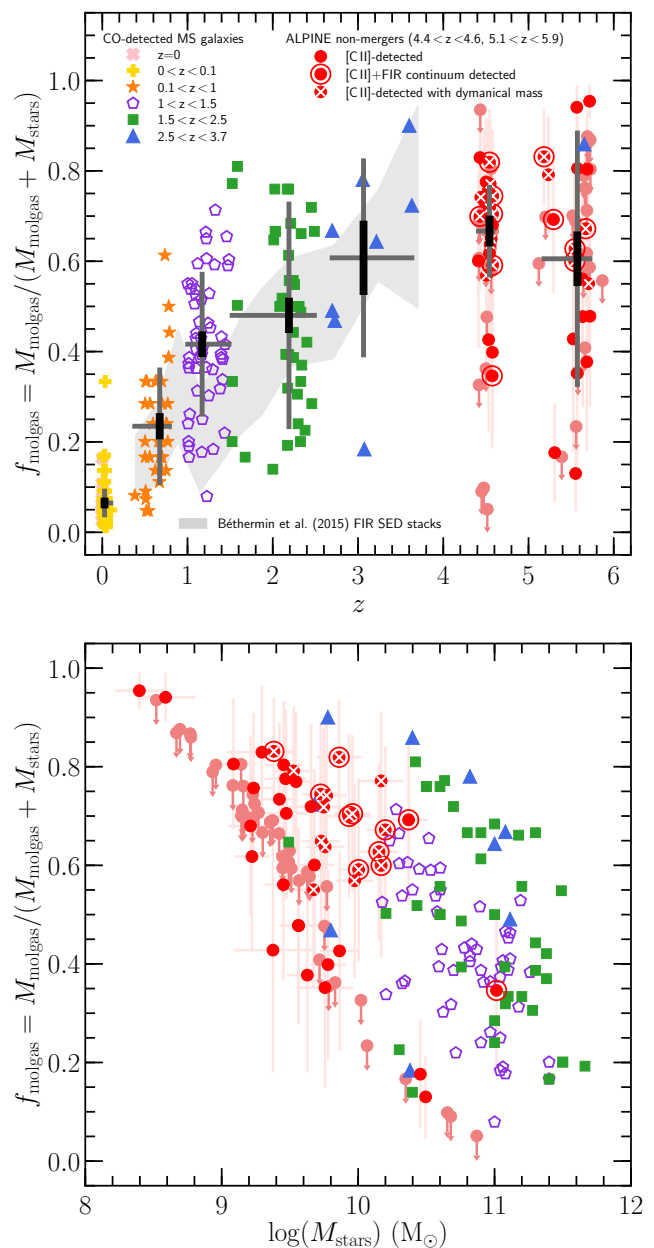 CO-detected MS galaxies
z=0
0 < z < 0.1
0.1 < z < 1
1 < z < 1.5
1.5 < z < 2.5
2.5 < z < 3.7
ALPINE non-mergers (4.4 < z < 4.6, 5.1 < z < 5.9)
[CII]-detected
[CII]+FIR continuum detected
[CII]-detected with dymanical mass
1.0
0.8
0.6
0.4
0.2
0.0
f_molgas = M_molgas/(M_molgas + M_stars)
Béthermin et al. (2015) FIR SED stacks
0 1 2 3 4 5 6
z
1.0
0.8
0.6
0.4
0.2
0.0
f_molgas = M_molgas/(M_molgas + M_stars)
8 9 10 11 12
log(M_stars) (M_⊙)